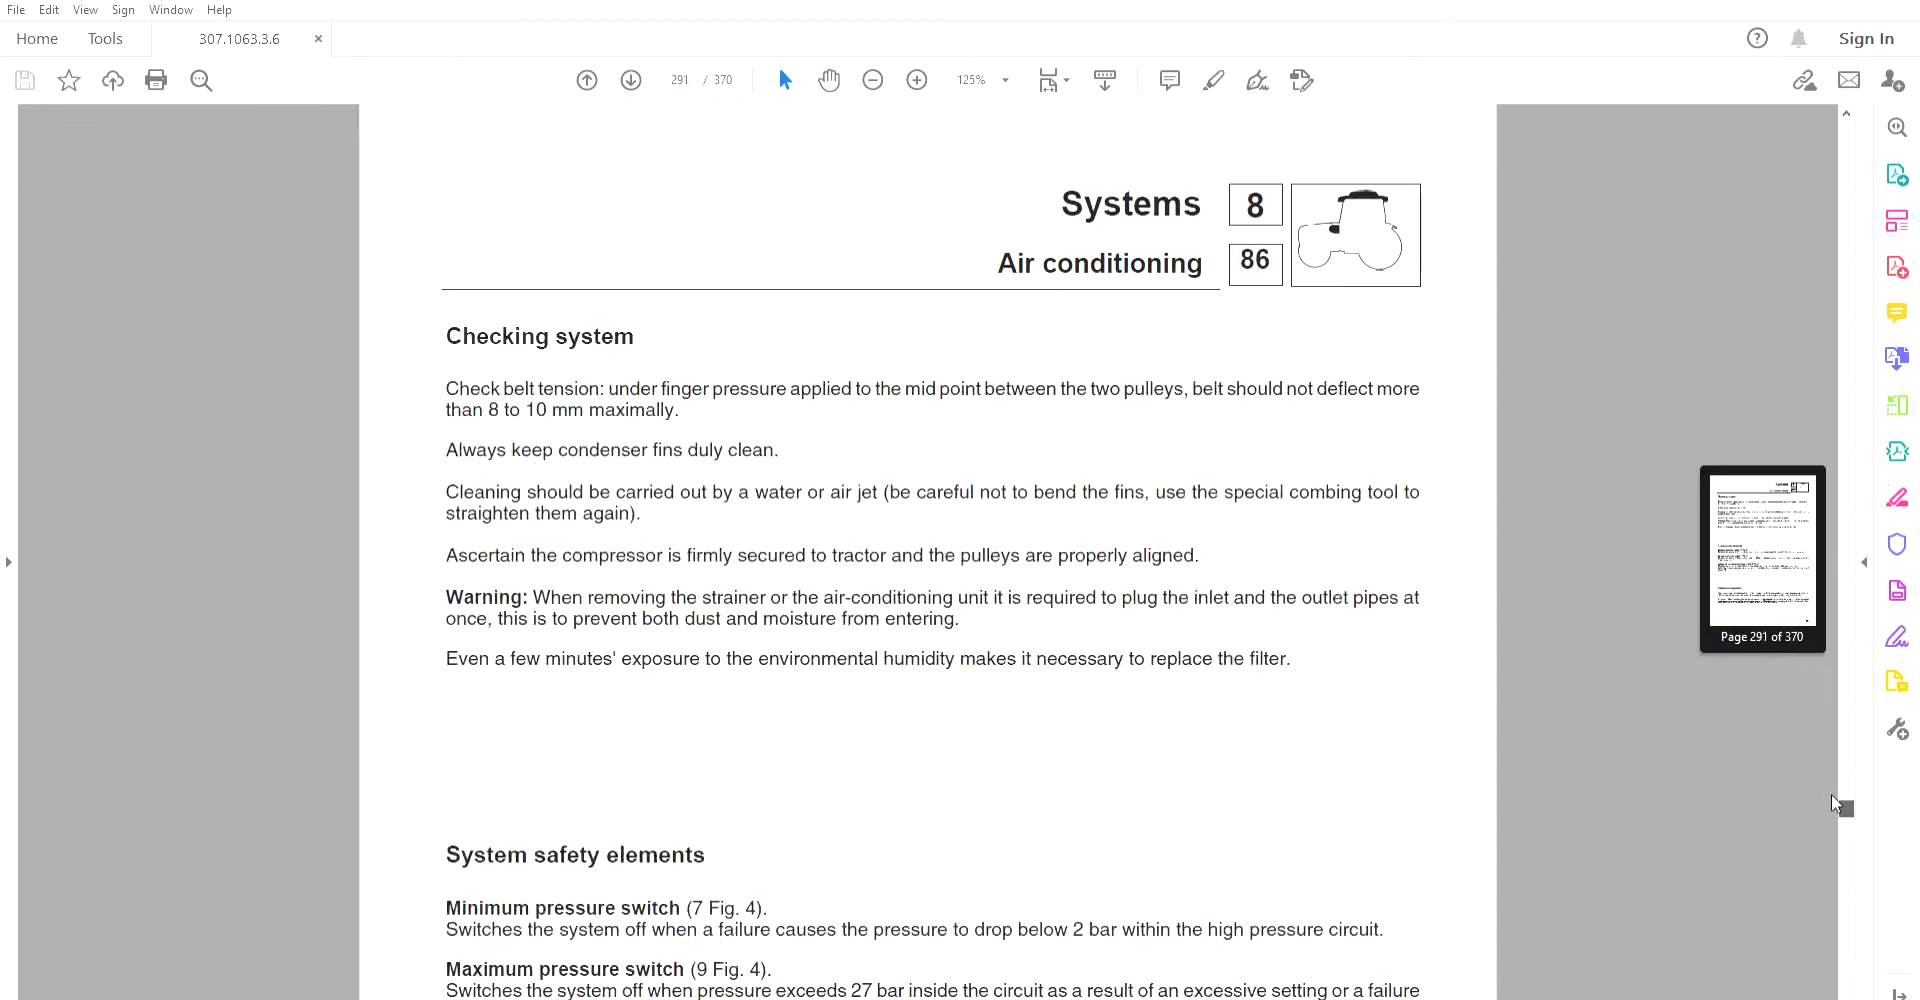 File Edit View Sign Window Help
Home Tools 307.1063.3.6 × Sign In
291 / 370 125%
Systems 8
Air conditioning 86
Checking system
Check belt tension: under finger pressure applied to the mid point between the two pulleys, belt should not deflect more
than 8 to 10 mm maximally.
Always keep condenser fins duly clean.
Cleaning should be carried out by a water or air jet (be careful not to bend the fins, use the special combing tool to
straighten them again).
Ascertain the compressor is firmly secured to tractor and the pulleys are properly aligned.
Warning: When removing the strainer or the air-conditioning unit it is required to plug the inlet and the outlet pipes at
once, this is to prevent both dust and moisture from entering.
Even a few minutes' exposure to the environmental humidity makes it necessary to replace the filter.
Page 291 of 370
System safety elements
Minimum pressure switch (7 Fig. 4).
Switches the system off when a failure causes the pressure to drop below 2 bar within the high pressure circuit.
Maximum pressure switch (9 Fig. 4).
Switches the system off when pressure exceeds 27 bar inside the circuit as a result of an excessive setting or a failure